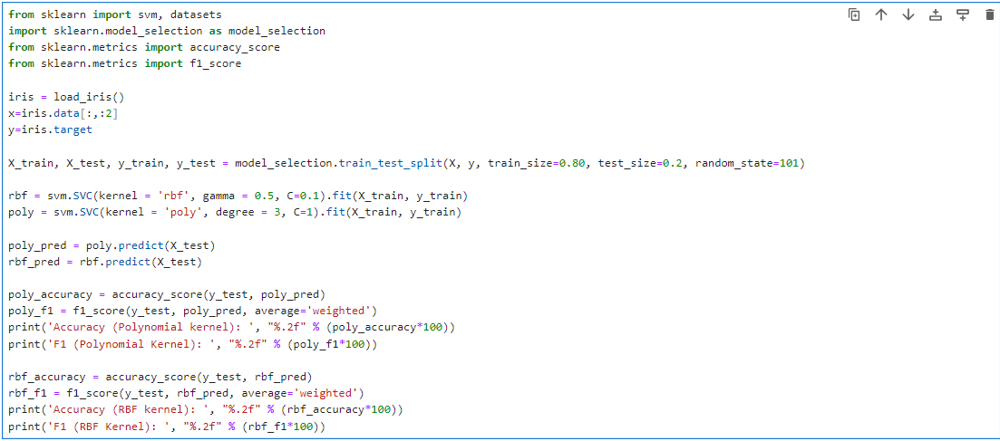 from sklearn import svm, datasets
import sklearn.model_selection as model_selection
from sklearn.metrics import accuracy_score
from sklearn.metrics import f1_score
iris = load_iris()
x=iris.data[:,:2]
y=iris.target
X_train, X_test, y_train, y_test = model_selection.train_test_split(X, y, train_size=0.80, test_size=0.2, random_state=101)
rbf = svm.SVC(kernel = 'rbf', gamma = 0.5, C=0.1).fit(X_train, y_train)
poly = svm.SVC(kernel = 'poly', degree = 3, C=1).fit(X_train, y_train)
poly_pred = poly.predict(X_test)
rbf_pred = rbf.predict(X_test)
poly_accuracy = accuracy_score(y_test, poly_pred)
poly_f1 = f1_score(y_test, poly_pred, average='weighted')
print('Accuracy (Polynomial kernel): ', "%.2f" % (poly_accuracy*100))
print('F1 (Polynomial Kernel): ', "%.2f" % (poly_f1*100))
rbf_accuracy = accuracy_score(y_test, rbf_pred)
rbf_f1 = f1_score(y_test, rbf_pred, average='weighted')
print('Accuracy (RBF kernel): ', "%.2f" % (rbf_accuracy*100))
print('F1 (RBF Kernel): ', "%.2f" % (rbf_f1*100))